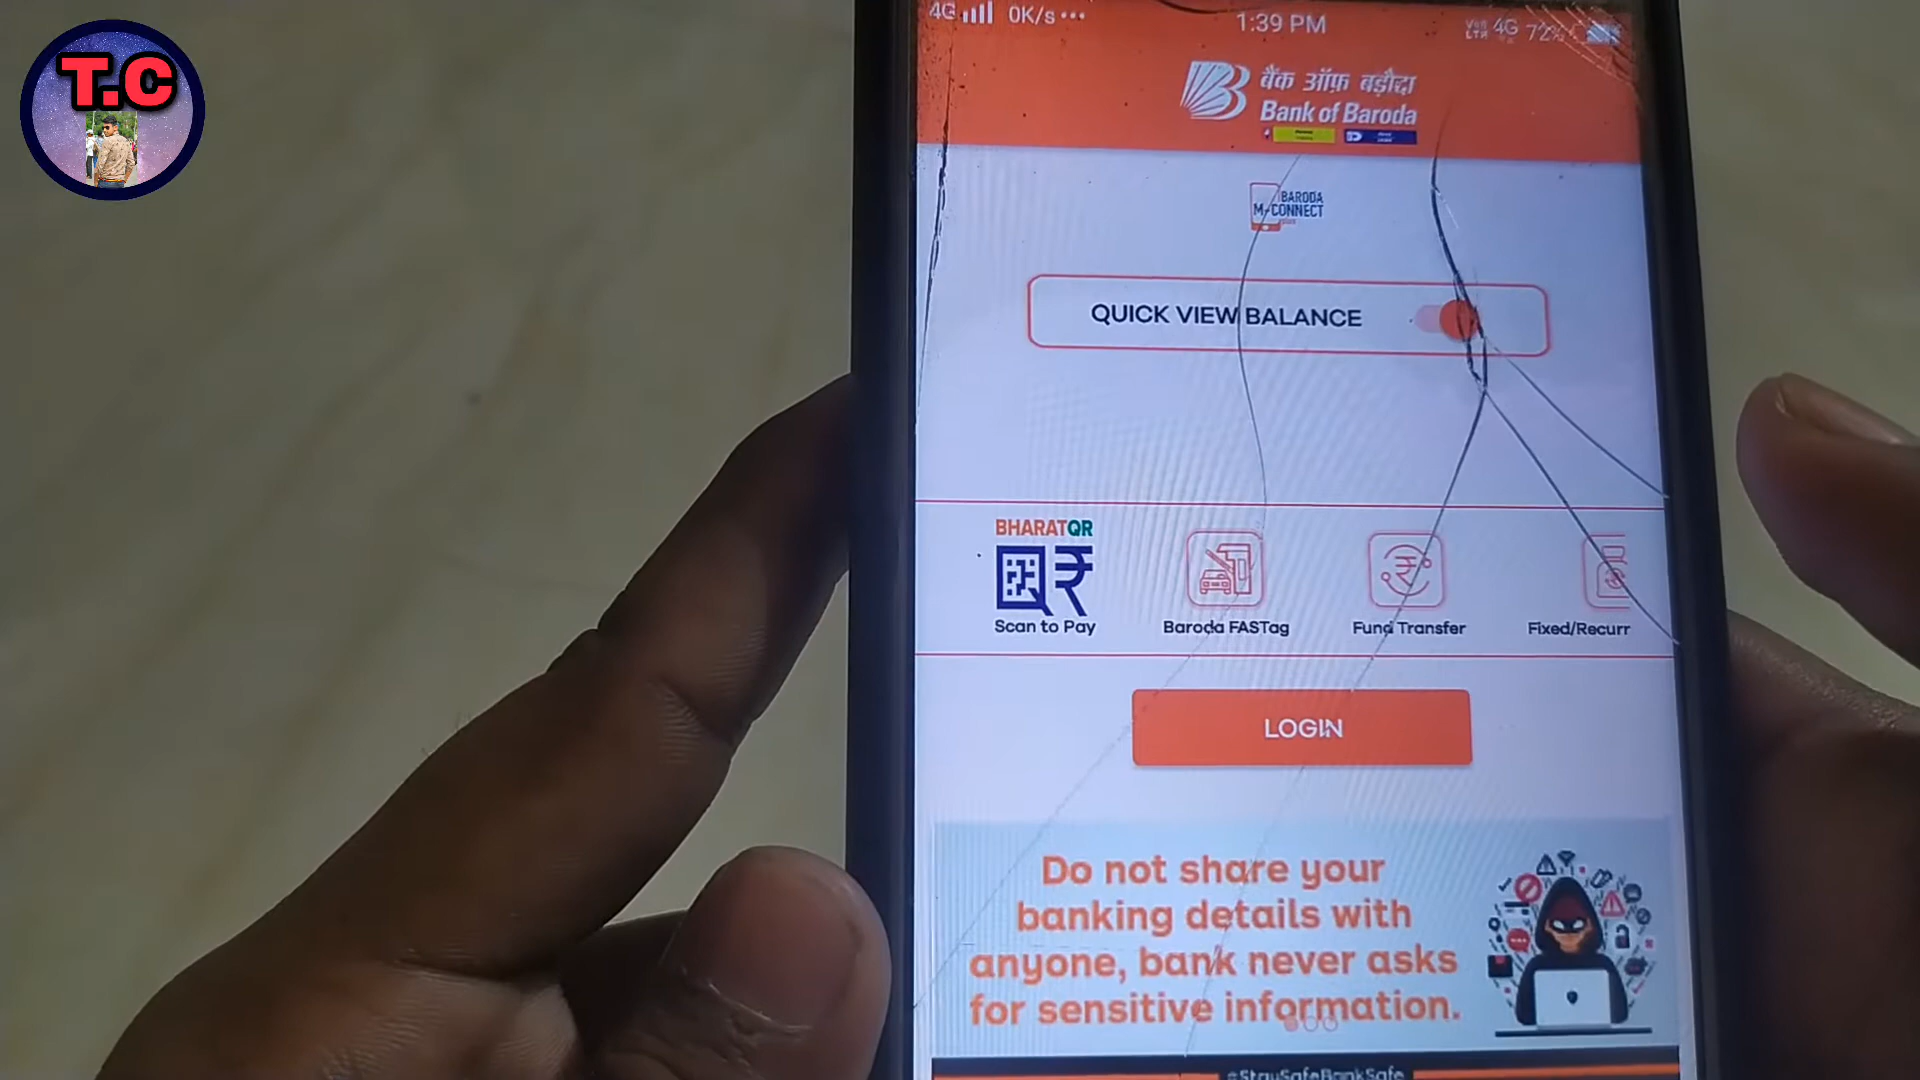 T.C
4G 0K/s... 1:39 PM 4G 72%
बैंक ऑफ़ बड़ौदा
Bank of Baroda
BARODA
M-CONNECT
QUICK VIEW BALANCE
BHARATQR
Scan to Pay
Baroda FASTag
Fund Transfer
Fixed/Recurr
LOGIN
Do not share your
banking details with
anyone, bank never asks
for sensitive information.
#StaySafeBankSafe